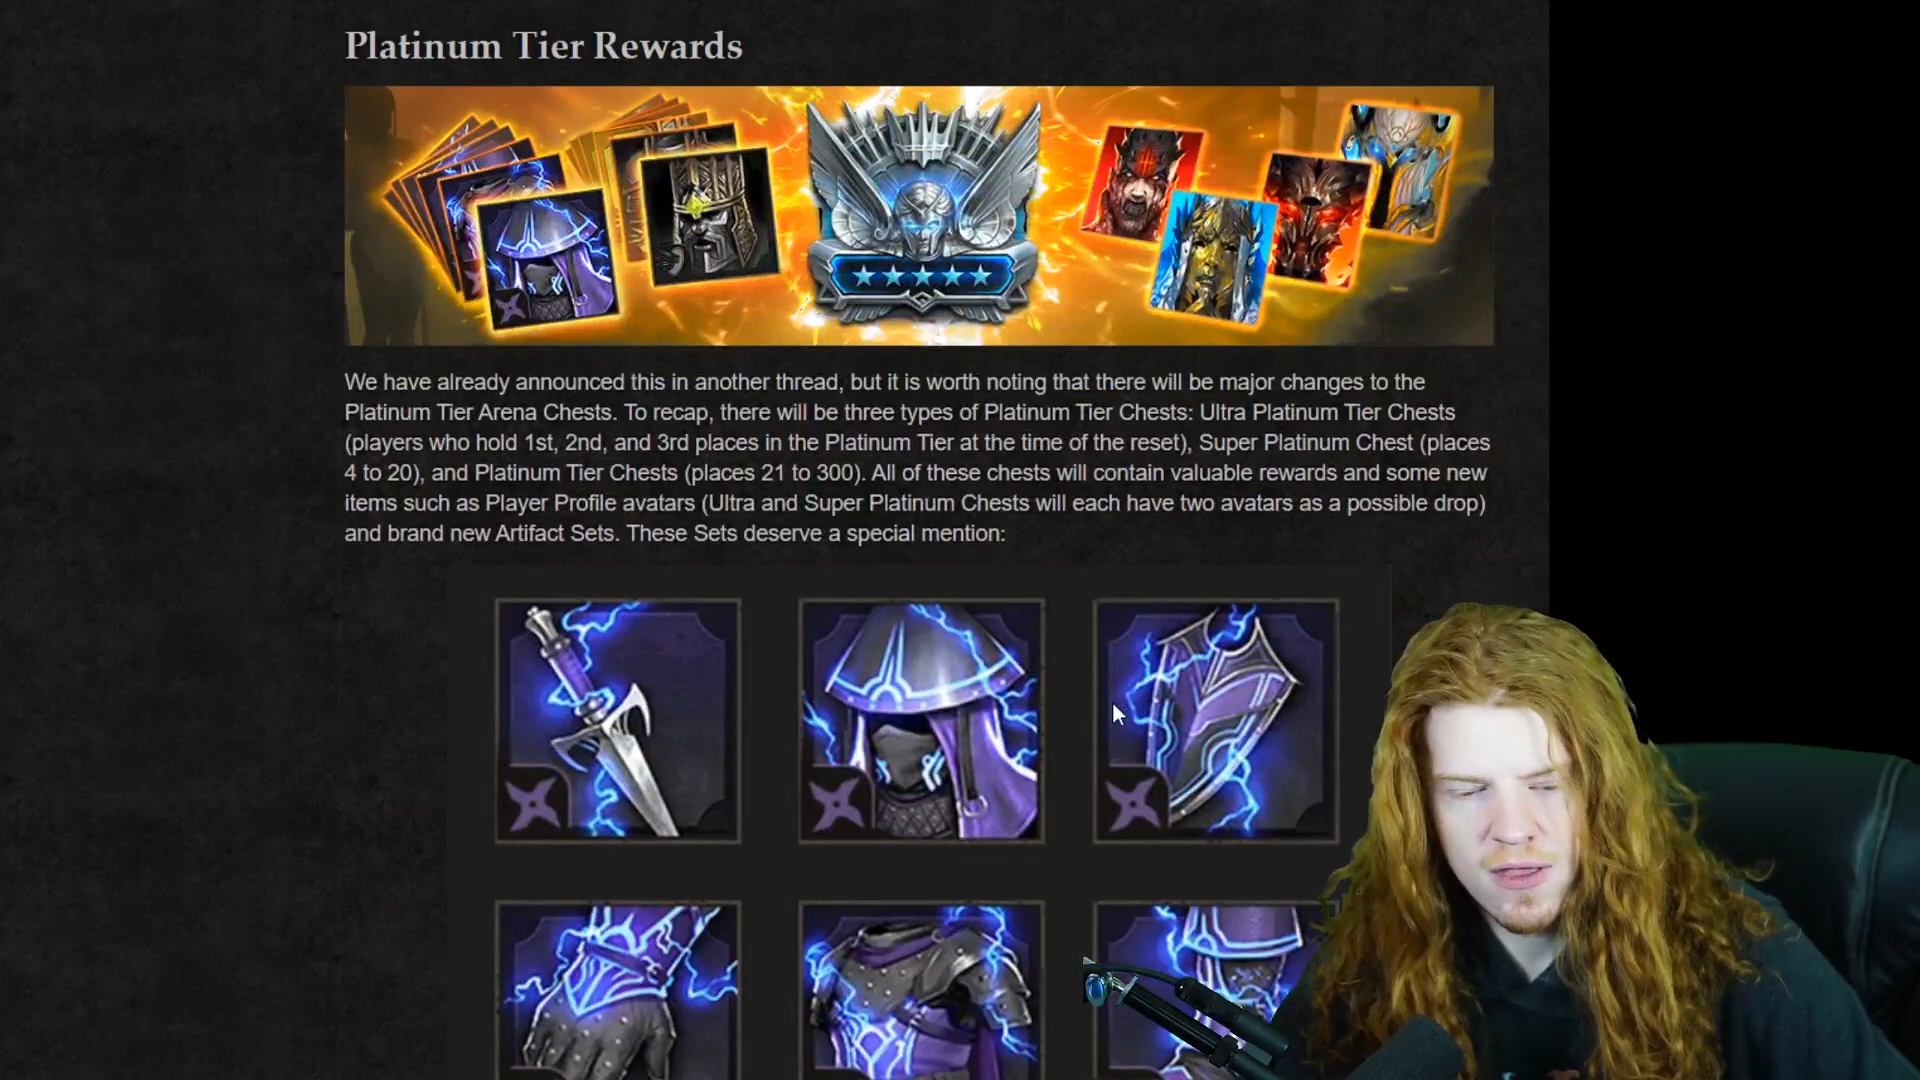 Platinum Tier Rewards
We have already announced this in another thread, but it is worth noting that there will be major changes to the
Platinum Tier Arena Chests. To recap, there will be three types of Platinum Tier Chests: Ultra Platinum Tier Chests
(players who hold 1st, 2nd, and 3rd places in the Platinum Tier at the time of the reset), Super Platinum Chest (places
4 to 20), and Platinum Tier Chests (places 21 to 300). All of these chests will contain valuable rewards and some new
items such as Player Profile avatars (Ultra and Super Platinum Chests will each have two avatars as a possible drop)
and brand new Artifact Sets. These Sets deserve a special mention: